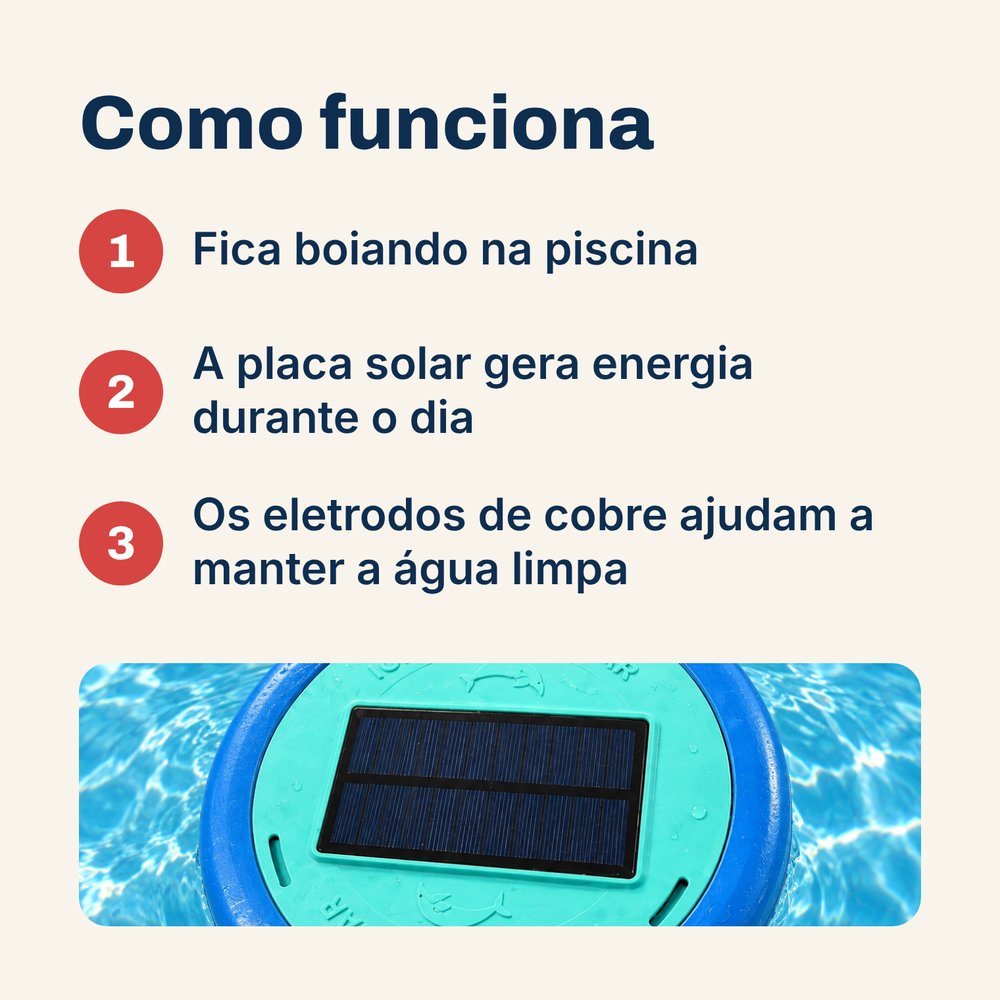 Como funciona
1
Fica boiando na piscina
2
A placa solar gera energia
durante o dia
3
Os eletrodos de cobre ajudam a
manter a água limpa